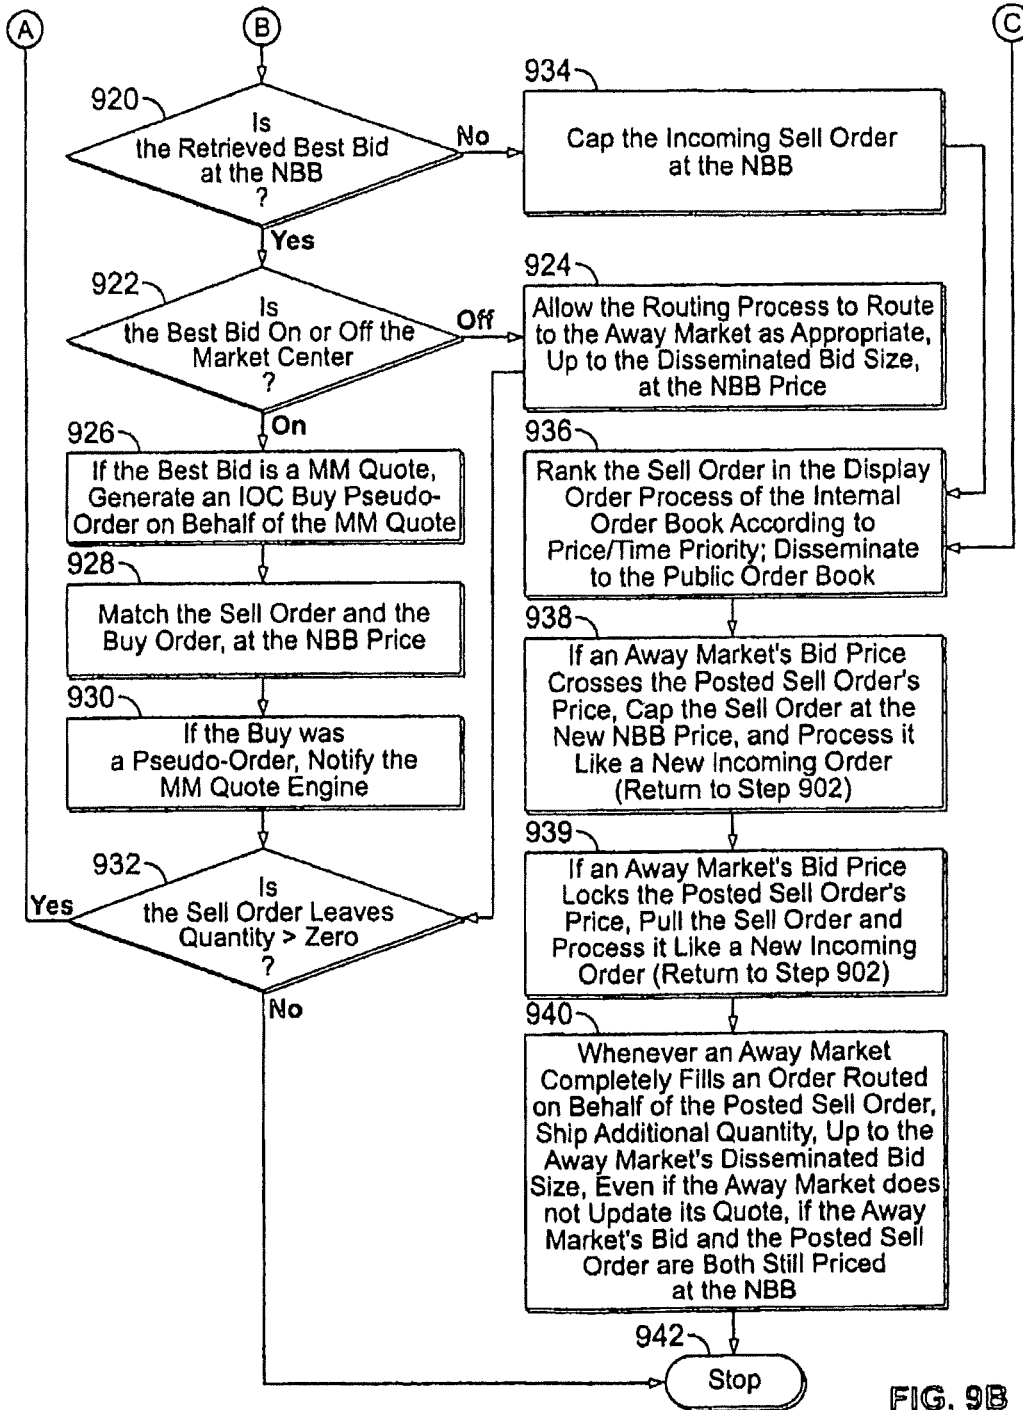 A
B
C
920
Is
the Retrieved Best Bid
at the NBB
?
No
Yes
934
Cap the Incoming Sell Order
at the NBB
922
Is
the Best Bid On or Off the
Market Center
?
Off
On
924
Allow the Routing Process to Route
to the Away Market as Appropriate,
Up to the Disseminated Bid Size,
at the NBB Price
926
If the Best Bid is a MM Quote,
Generate an IOC Buy Pseudo-
Order on Behalf of the MM Quote
928
Match the Sell Order and the
Buy Order, at the NBB Price
930
If the Buy was
a Pseudo-Order, Notify the
MM Quote Engine
932
Is
the Sell Order Leaves
Quantity > Zero
?
Yes
No
936
Rank the Sell Order in the Display
Order Process of the Internal
Order Book According to
Price/Time Priority; Disseminate
to the Public Order Book
938
If an Away Market's Bid Price
Crosses the Posted Sell Order's
Price, Cap the Sell Order at the
New NBB Price, and Process it
Like a New Incoming Order
(Return to Step 902)
939
If an Away Market's Bid Price
Locks the Posted Sell Order's
Price, Pull the Sell Order and
Process it Like a New Incoming
Order (Return to Step 902)
940
Whenever an Away Market
Completely Fills an Order Routed
on Behalf of the Posted Sell Order,
Ship Additional Quantity, Up to the
Away Market's Disseminated Bid
Size, Even if the Away Market does
not Update its Quote, if the Away
Market's Bid and the Posted Sell
Order are Both Still Priced
at the NBB
942
Stop
FIG. 9B